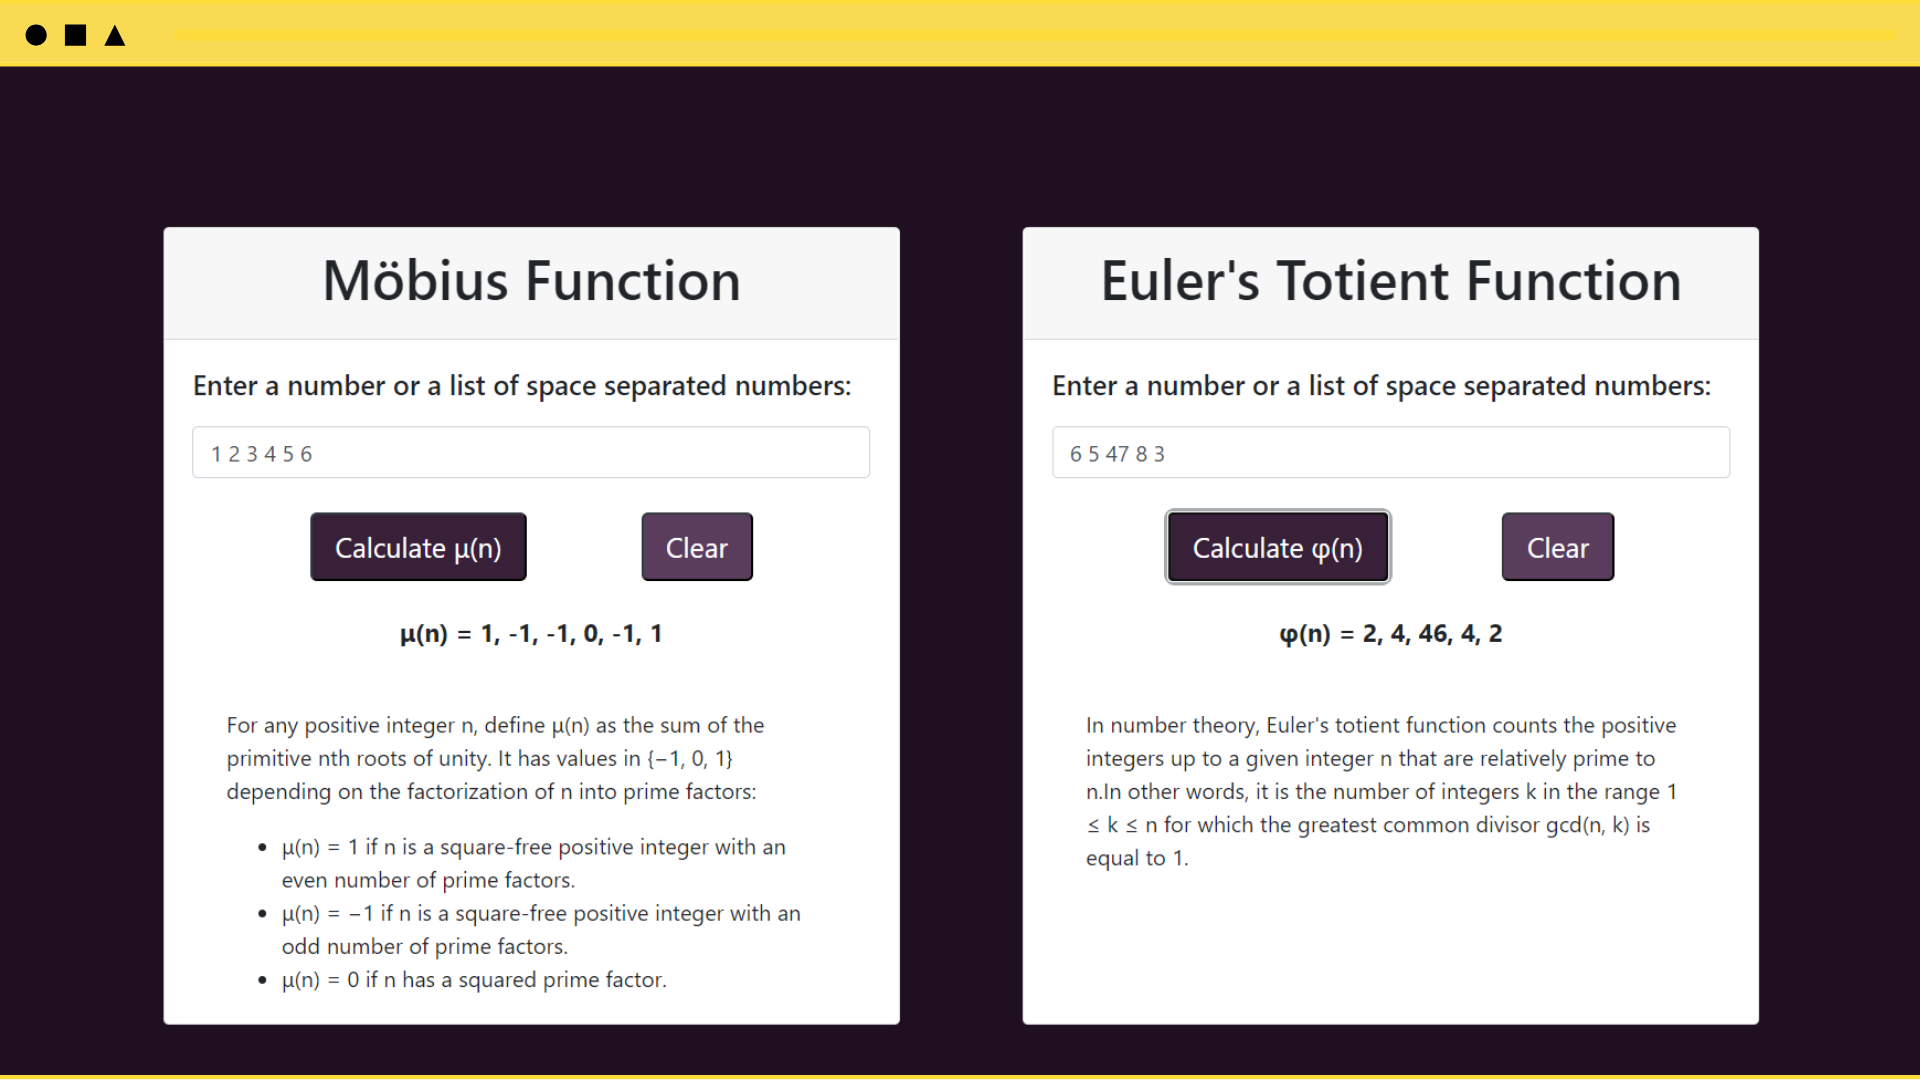 Möbius Function
Enter a number or a list of space separated numbers:
1 2 3 4 5 6
Calculate μ(n)
Clear
μ(n) = 1, -1, -1, 0, -1, 1
For any positive integer n, define μ(n) as the sum of the
primitive nth roots of unity. It has values in {−1, 0, 1}
depending on the factorization of n into prime factors:
• μ(n) = 1 if n is a square-free positive integer with an
even number of prime factors.
• μ(n) = −1 if n is a square-free positive integer with an
odd number of prime factors.
• μ(n) = 0 if n has a squared prime factor.
Euler's Totient Function
Enter a number or a list of space separated numbers:
6 5 47 8 3
Calculate φ(n)
Clear
φ(n) = 2, 4, 46, 4, 2
In number theory, Euler's totient function counts the positive
integers up to a given integer n that are relatively prime to
n.In other words, it is the number of integers k in the range 1
≤ k ≤ n for which the greatest common divisor gcd(n, k) is
equal to 1.